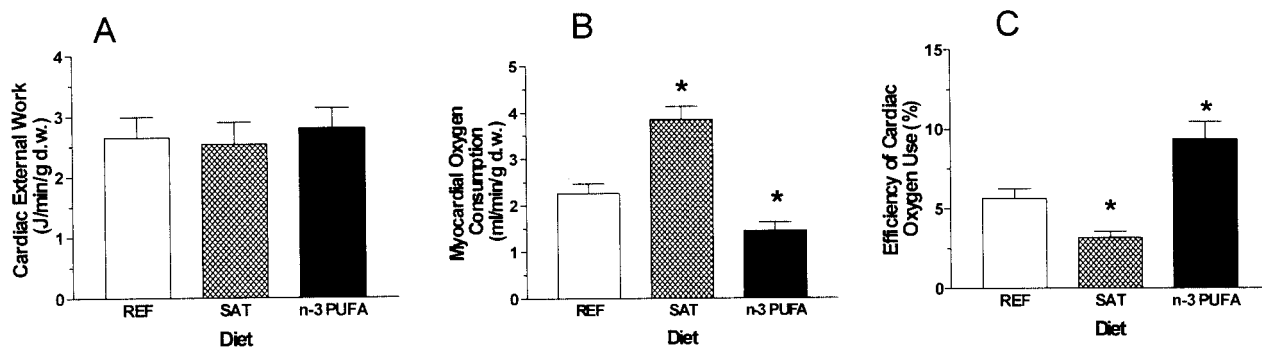 A
Cardiac External Work
(J/min/g d.w.)
4
3
2
1
0
REF SAT n-3 PUFA
Diet
B
Myocardial Oxygen
Consumption
(ml/min/g d.w.)
5
4
3
2
1
0
*
*
REF SAT n-3 PUFA
Diet
C
Efficiency of Cardiac
Oxygen Use (%)
15
10
5
0
*
*
REF SAT n-3 PUFA
Diet